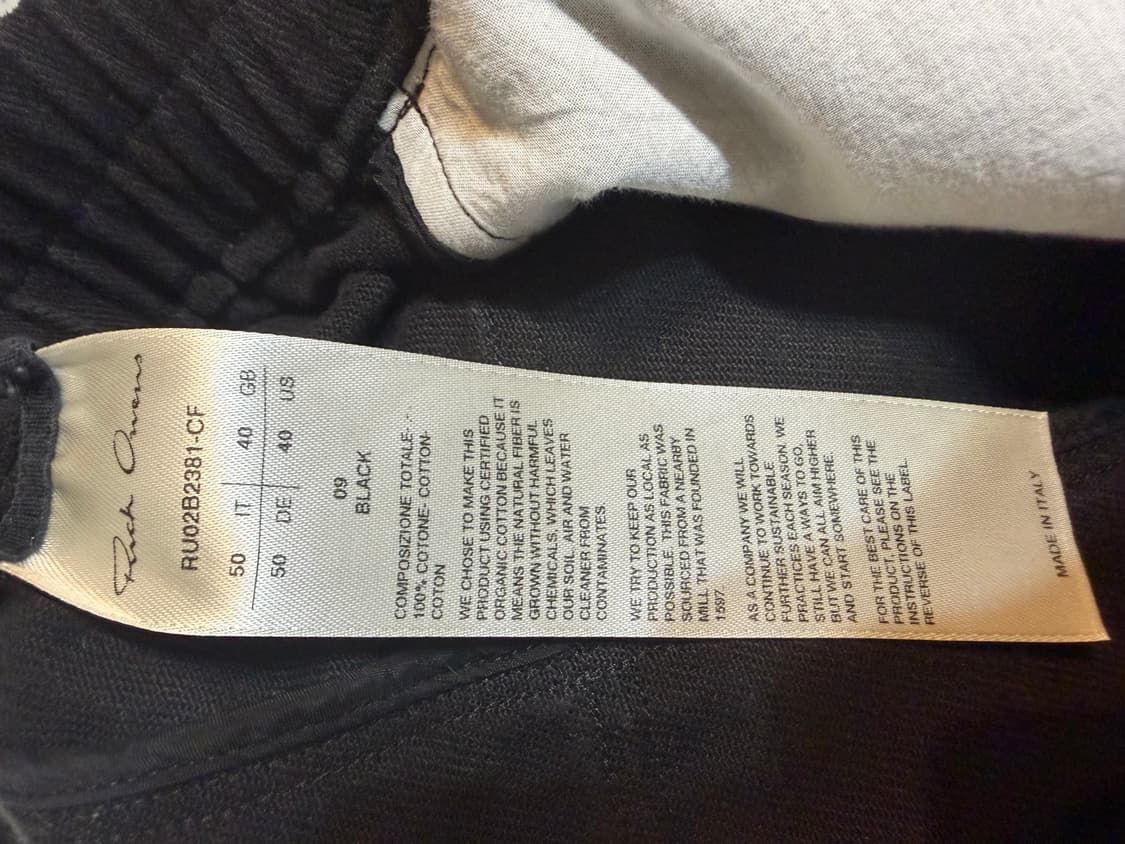 Rick Owens
RU02B2381-CF
50 IT 40 GB
50 DE 40 US
09
BLACK
COMPOSIZIONE TOTALE-
100% COTONE- COTTON-
COTON
WE CHOSE TO MAKE THIS
PRODUCT USING CERTIFIED
ORGANIC COTTON BECAUSE IT
MEANS THE NATURAL FIBER IS
GROWN WITHOUT HARMFUL
CHEMICALS, WHICH LEAVES
OUR SOIL, AIR AND WATER
CLEANER FROM
CONTAMINATES.
WE TRY TO KEEP OUR
PRODUCTION AS LOCAL AS
POSSIBLE. THIS FABRIC WAS
SOURCED FROM A NEARBY
MILL THAT WAS FOUNDED IN
1597.
AS A COMPANY WE WILL
CONTINUE TO WORK TOWARDS
FURTHER SUSTAINABLE
PRACTICES EACH SEASON. WE
STILL HAVE A WAYS TO GO,
BUT WE CAN ALL AIM HIGHER
AND START SOMEWHERE.
FOR THE BEST CARE OF THIS
PRODUCT, PLEASE SEE THE
INSTRUCTIONS ON THE
REVERSE OF THIS LABEL.
MADE IN ITALY